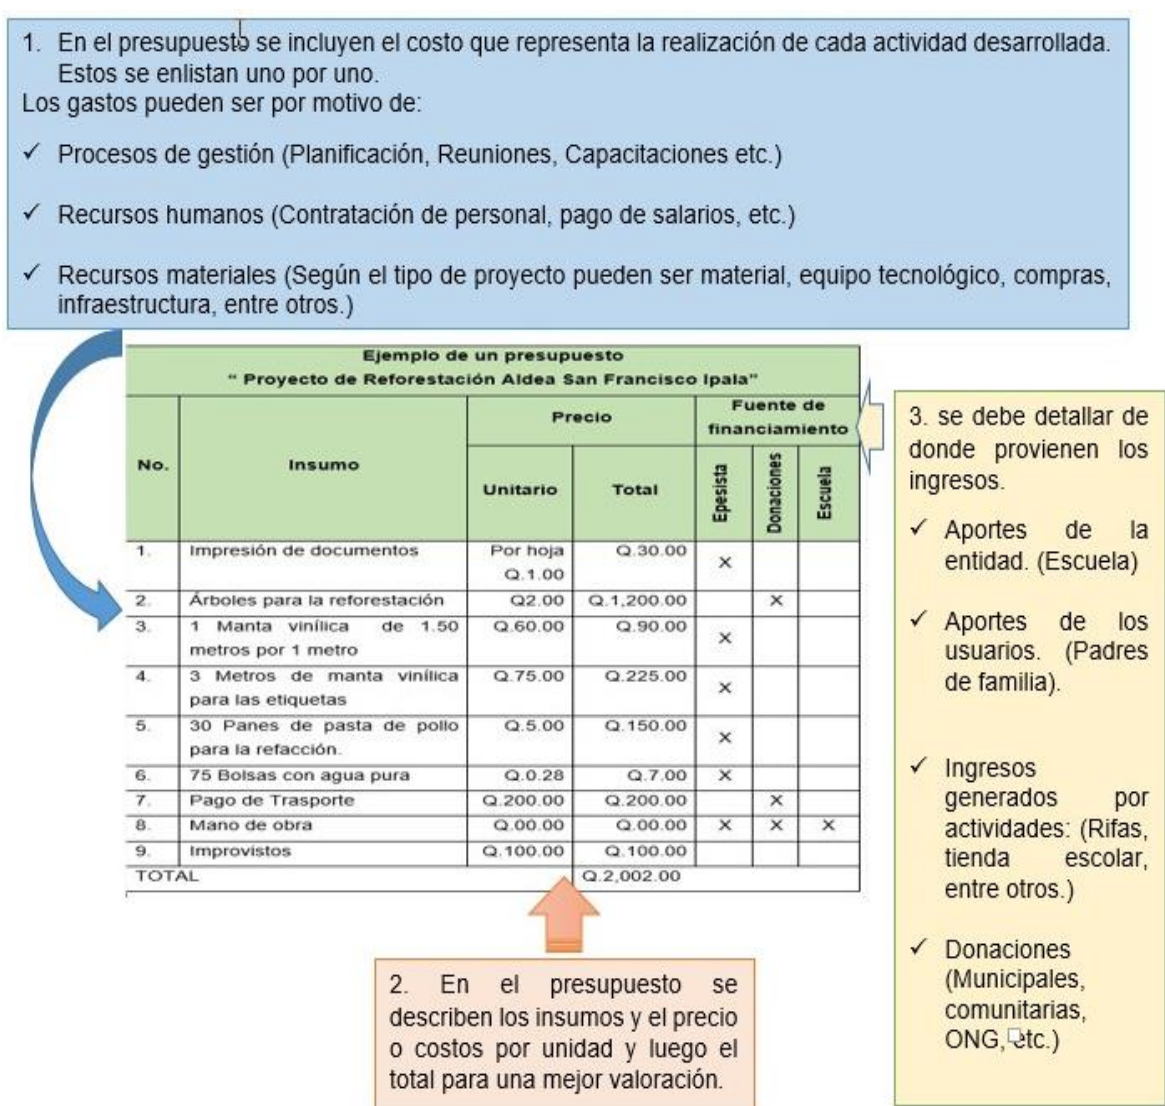 1. En el presupuesto se incluyen el costo que representa la realización de cada actividad desarrollada.
Estos se enlistan uno por uno.
Los gastos pueden ser por motivo de:
✓ Procesos de gestión (Planificación, Reuniones, Capacitaciones etc.)
✓ Recursos humanos (Contratación de personal, pago de salarios, etc.)
✓ Recursos materiales (Según el tipo de proyecto pueden ser material, equipo tecnológico, compras,
infraestructura, entre otros.)
Ejemplo de un presupuesto
“ Proyecto de Reforestación Aldea San Francisco Ipala”
No. Insumo Precio Fuente de
financiamiento
Unitario Total Epesista Donaciones Escuela
1. Impresión de documentos Por hoja Q.30.00
Q.1.00 X
2. Árboles para la reforestación Q2.00 Q.1,200.00 X
3. 1 Manta vinílica de 1.50 Q.60.00 Q.90.00
metros por 1 metro X
4. 3 Metros de manta vinílica Q.75.00 Q.225.00
para las etiquetas X
5. 30 Panes de pasta de pollo Q.5.00 Q.150.00
para la refacción. X
6. 75 Bolsas con agua pura Q.0.28 Q.7.00 X
7. Pago de Trasporte Q.200.00 Q.200.00 X
8. Mano de obra Q.00.00 Q.00.00 X X X
9. Improvistos Q.100.00 Q.100.00
TOTAL Q.2,002.00
2. En el presupuesto se
describen los insumos y el precio
o costos por unidad y luego el
total para una mejor valoración.
3. se debe detallar de
donde provienen los
ingresos.
✓ Aportes de la
entidad. (Escuela)
✓ Aportes de los
usuarios. (Padres
de familia).
✓ Ingresos
generados por
actividades: (Rifas,
tienda escolar,
entre otros.)
✓ Donaciones
(Municipales,
comunitarias,
ONG, etc.)